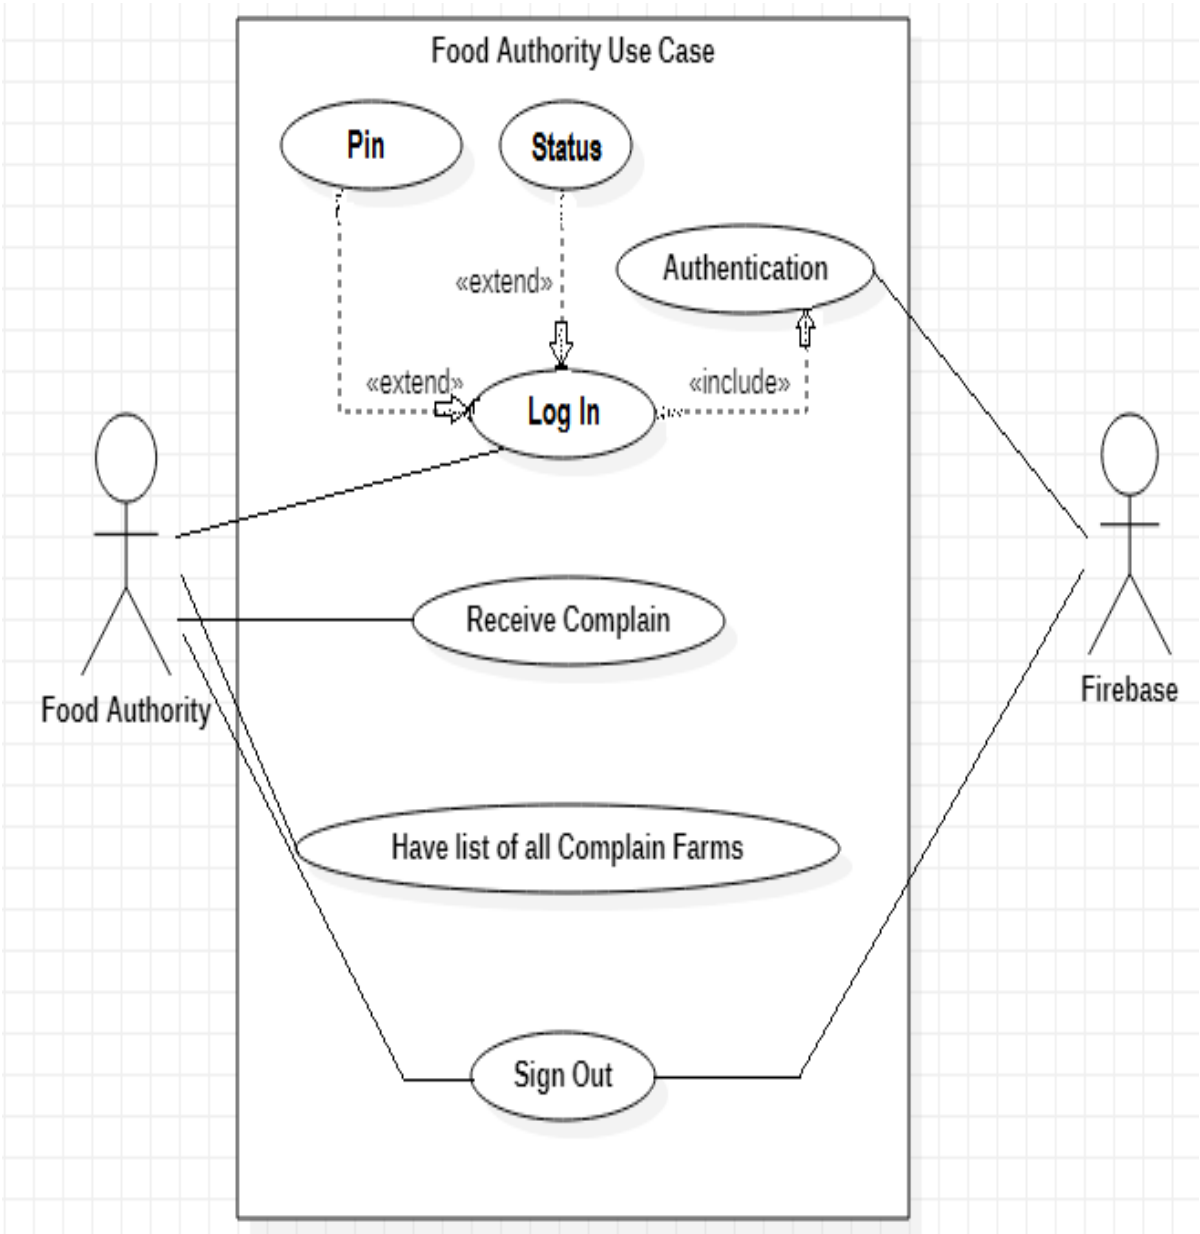 Food Authority Use Case
Pin
Status
Authentication
«extend»
«extend»
«include»
Log In
Receive Complain
Food Authority
Firebase
Have list of all Complain Farms
Sign Out